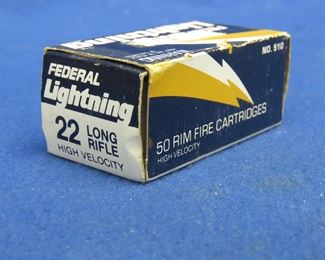 FEDERAL
Lightning
22 LONG
RIFLE
HIGH VELOCITY
NO. 510
50 RIM FIRE CARTRIDGES
HIGH VELOCITY